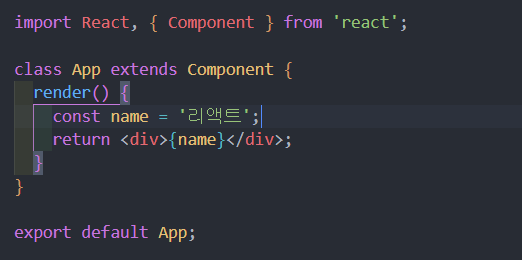 import React, { Component } from 'react';
class App extends Component {
render() {
const name = '리액트';
return <div>{name}</div>;
}
}
export default App;